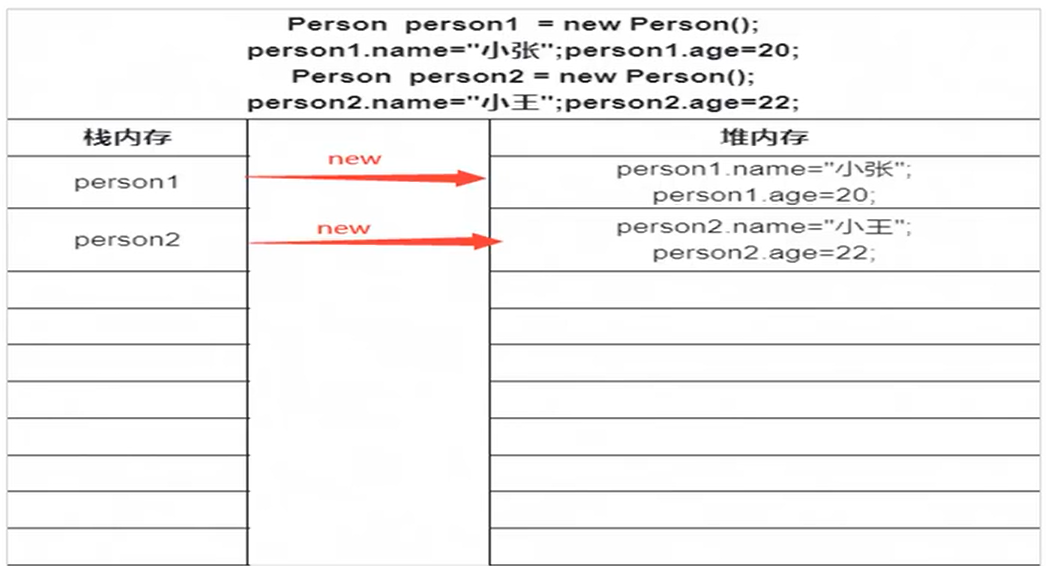 Person person1 = new Person();
person1.name="小张";person1.age=20;
Person person2 = new Person();
person2.name="小王";person2.age=22;
栈内存
堆内存
person1
new
person1.name="小张";
person1.age=20;
person2
new
person2.name="小王";
person2.age=22;